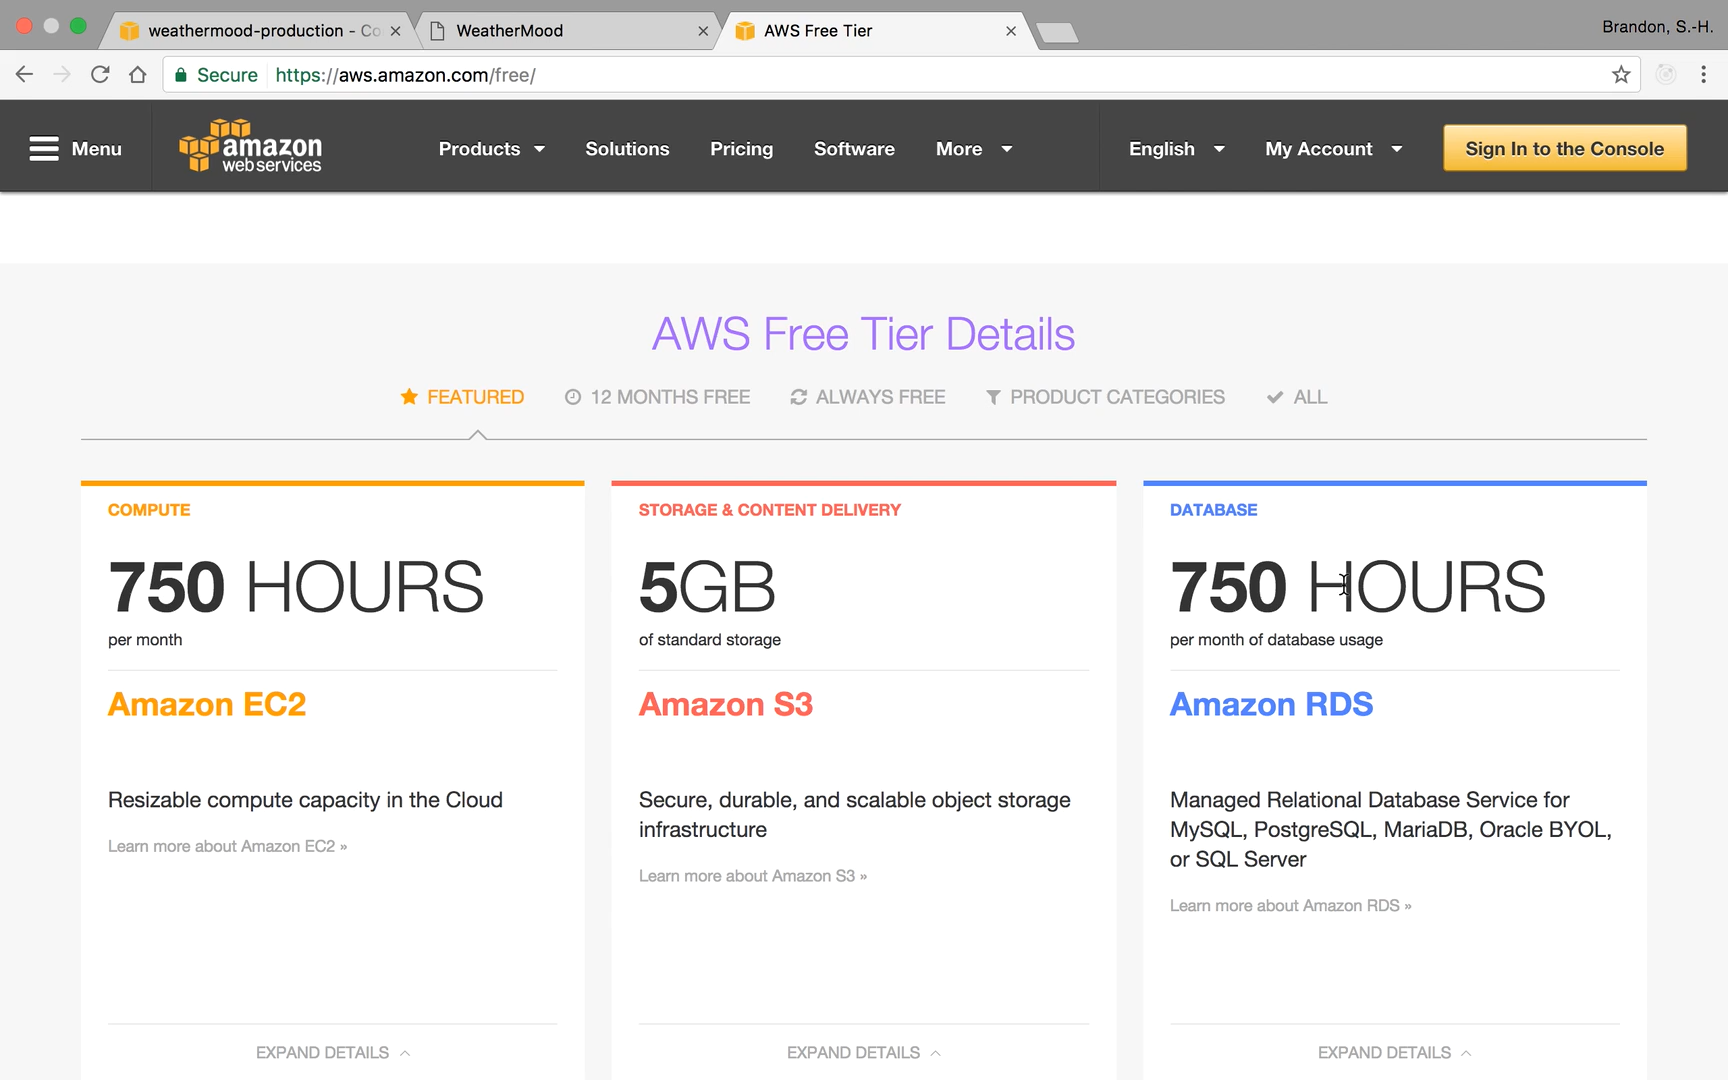 weathermood-production - Co
WeatherMood
AWS Free Tier
Brandon, S.-H.
Secure
https://aws.amazon.com/free/
Menu
amazon
webservices
Products
Solutions
Pricing
Software
More
English
My Account
Sign In to the Console
AWS Free Tier Details
FEATURED
12 MONTHS FREE
ALWAYS FREE
PRODUCT CATEGORIES
ALL
COMPUTE
750 HOURS
per month
Amazon EC2
Resizable compute capacity in the Cloud
Learn more about Amazon EC2 »
EXPAND DETAILS
STORAGE & CONTENT DELIVERY
5GB
of standard storage
Amazon S3
Secure, durable, and scalable object storage
infrastructure
Learn more about Amazon S3 »
EXPAND DETAILS
DATABASE
750 HOURS
per month of database usage
Amazon RDS
Managed Relational Database Service for
MySQL, PostgreSQL, MariaDB, Oracle BYOL,
or SQL Server
Learn more about Amazon RDS »
EXPAND DETAILS